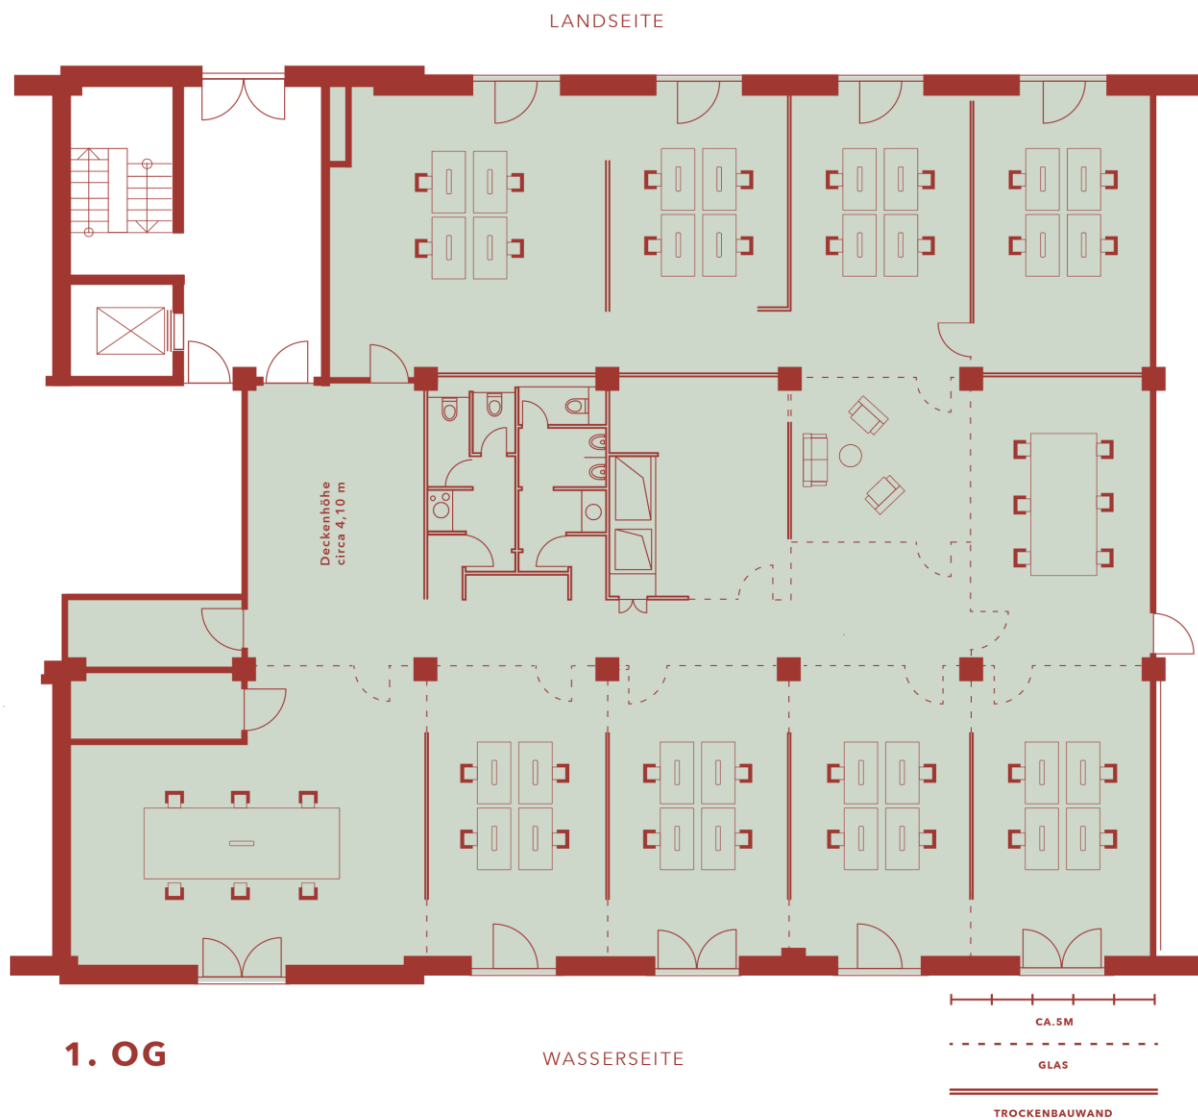 LANDSEITE
Deckenhöhe
circa 4,10 m
CA.5M
1. OG
WASSERSEITE
GLAS
TROCKENBAUWAND